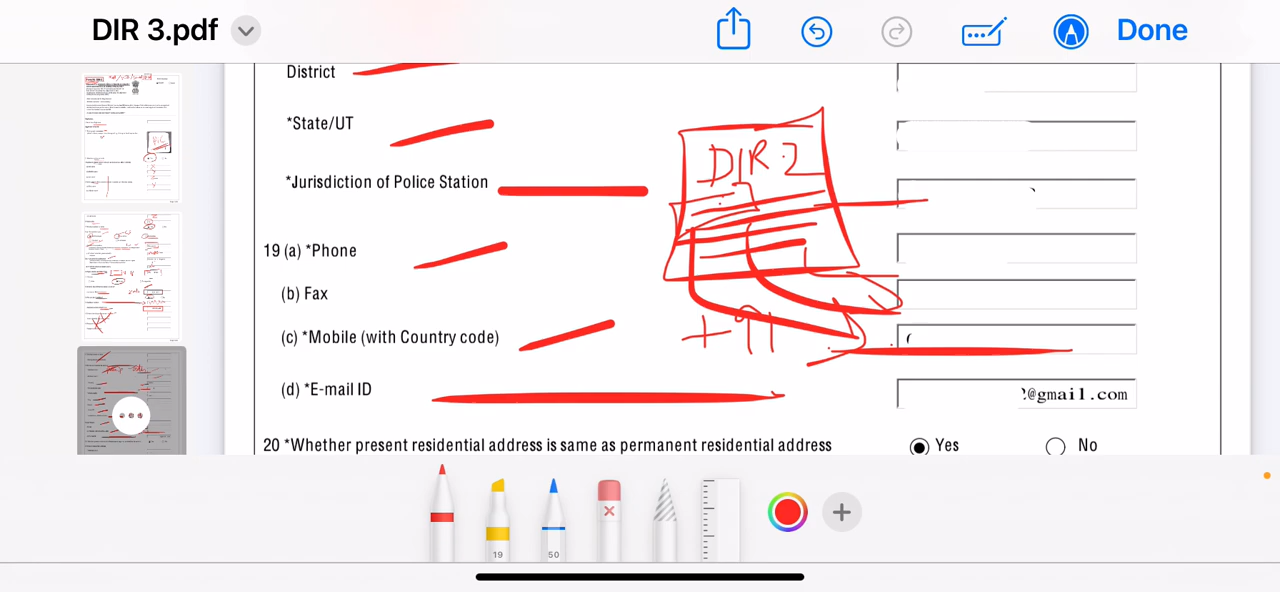 DIR 3.pdf
Done
District
*State/UT
DIR-2
*Jurisdiction of Police Station
19 (a) *Phone
(b) Fax
+91
(c) *Mobile (with Country code)
(d) *E-mail ID
@gmail.com
20 *Whether present residential address is same as permanent residential address
Yes
No
19
50